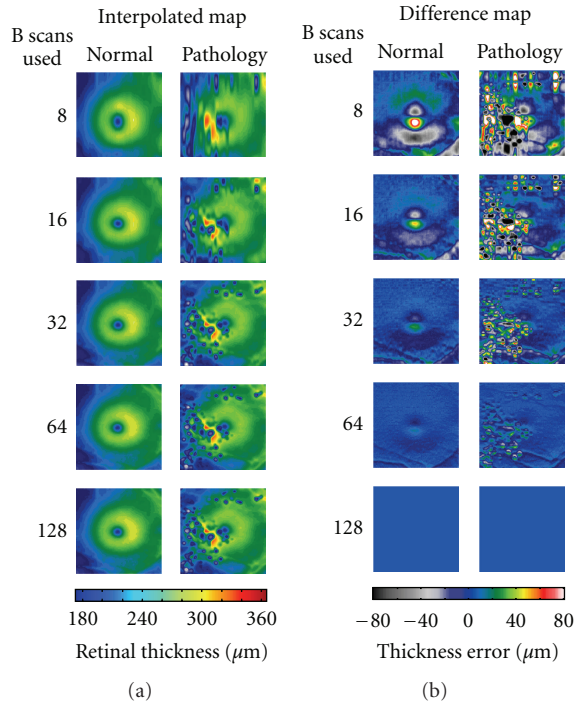 Interpolated map
B scans used
Normal
Pathology
8
16
32
64
128
180 240 300 360
Retinal thickness (μm)
(a)
Difference map
B scans used
Normal
Pathology
8
16
32
64
128
−80 −40 0 40 80
Thickness error (μm)
(b)